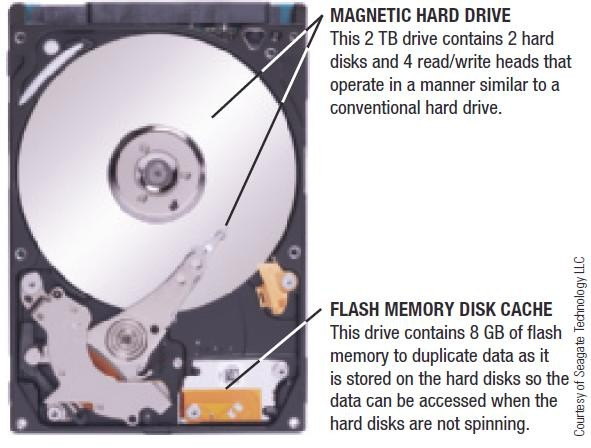 MAGNETIC HARD DRIVE
This 2 TB drive contains 2 hard
disks and 4 read/write heads that
operate in a manner similar to a
conventional hard drive.
FLASH MEMORY DISK CACHE
This drive contains 8 GB of flash
memory to duplicate data as it
is stored on the hard disks so the
data can be accessed when the
hard disks are not spinning.
Courtesy of Seagate Technology LLC